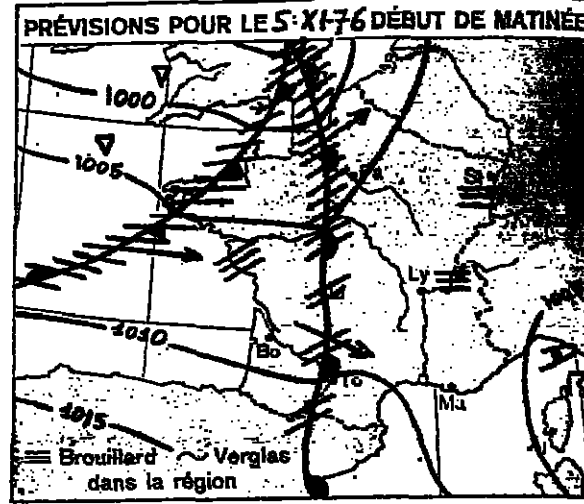 PRÉVISIONS POUR LE 5·XI·76 DÉBUT DE MATINÉE
1000
1005
St
Ly
1010
Bo
To
Ma
1015
Brouillard Verglas
dans la région